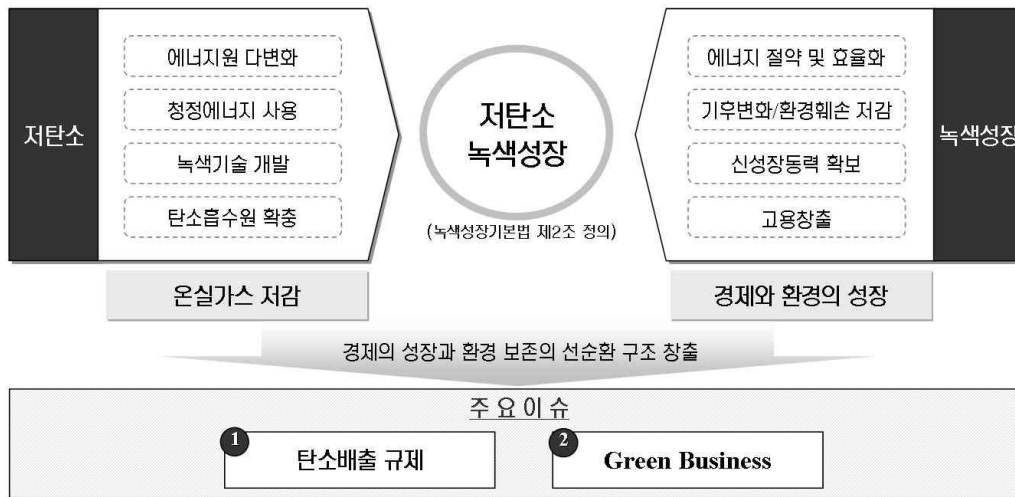 저탄소
에너지원 다변화
청정에너지 사용
녹색기술 개발
탄소흡수원 확충
온실가스 저감
저탄소
녹색성장
(녹색성장기본법 제2조 정의)
에너지 절약 및 효율화
기후변화/환경훼손 저감
신성장동력 확보
고용창출
녹색성장
경제와 환경의 성장
경제의 성장과 환경 보존의 선순환 구조 창출
주요이슈
1
탄소배출 규제
2
Green Business